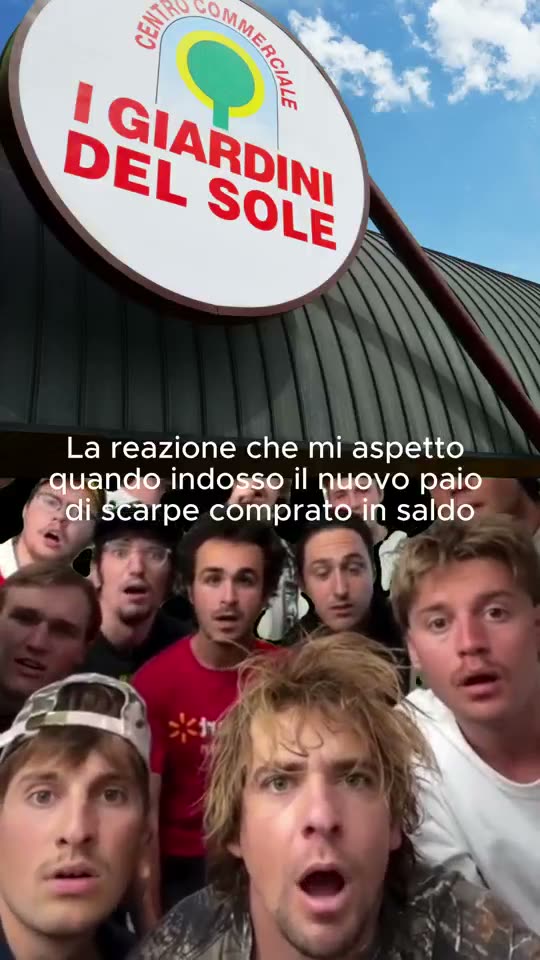 CENTRO COMMERCIALE
I GIARDINI
DEL SOLE
La reazione che mi aspetto
quando indosso il nuovo paio
di scarpe comprato in saldo